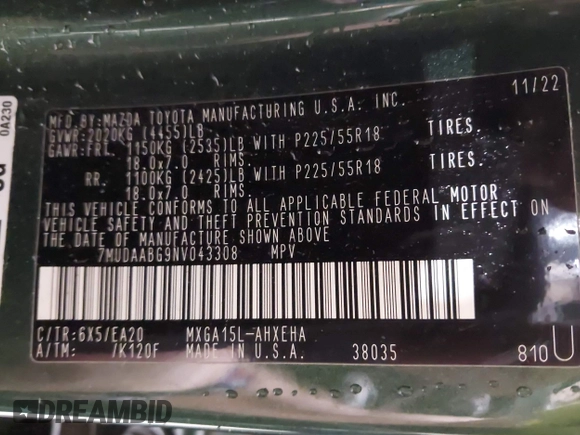 11/22
MFD BY:MAZDA TOYOTA MANUFACTURING U.S.A. INC.
GVWR:2020KG (4455)LB
GAWR:FRT. 1150KG (2535)LB WITH P225/55R18 TIRES.
18.0x7.0 RIMS.
RR 1100KG (2425)LB WITH P225/55R18 TIRES.
18.0x7.0 RIMS.
THIS VEHICLE CONFORMS TO ALL APPLICABLE FEDERAL MOTOR
VEHICLE SAFETY AND THEFT PREVENTION STANDARDS IN EFFECT ON
THE DATE OF MANUFACTURE SHOWN ABOVE
7MUDAABG9NV043308 MPV
C/TR:6X5/EA20 MXGA15L-AHXEHA
A/TM: /K120F MADE IN U.S.A. 38035 810U
0A230
DREAMBID